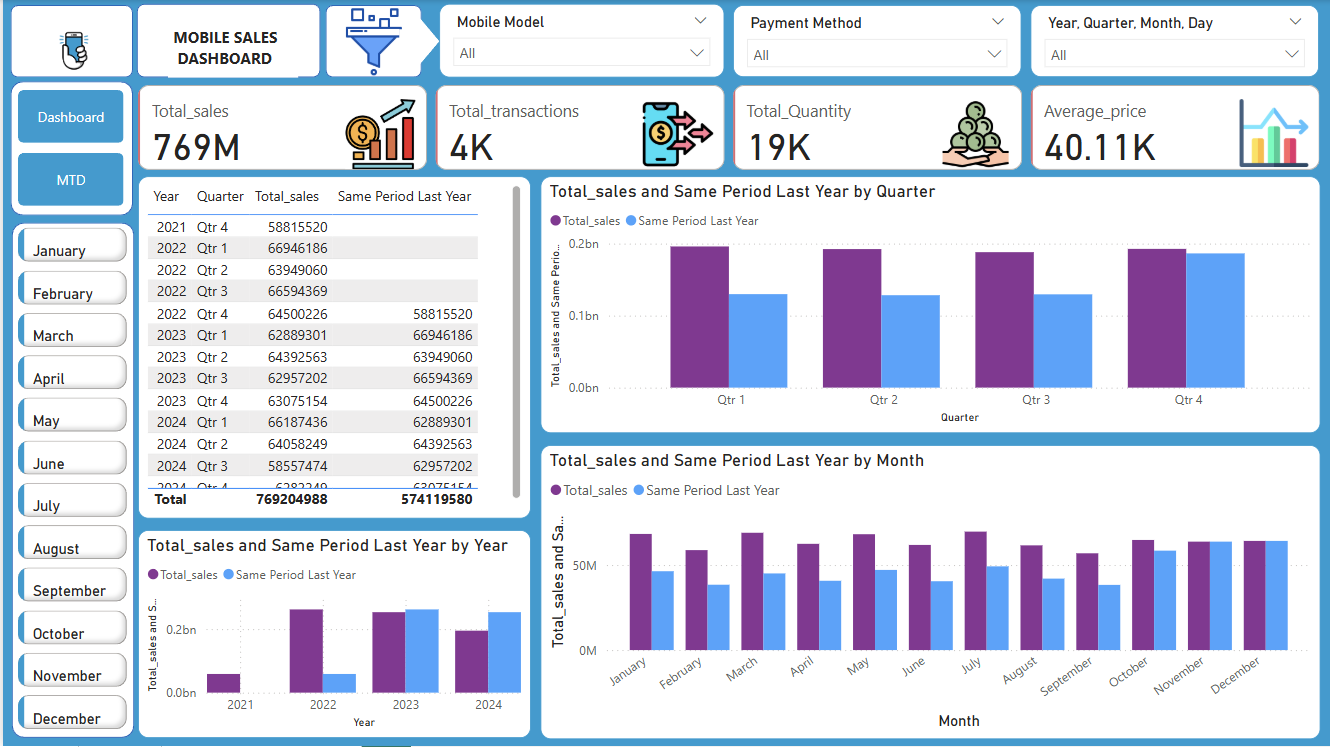 MOBILE SALES
DASHBOARD
Mobile Model
All
Payment Method
All
Year, Quarter, Month, Day
All
Dashboard
MTD
Total_sales
769M
Total_transactions
4K
Total_Quantity
19K
Average_price
40.11K
January
February
March
April
May
June
July
August
September
October
November
December
Year Quarter Total_sales Same Period Last Year
2021 Qtr 4 58815520
2022 Qtr 1 66946186
2022 Qtr 2 63949060
2022 Qtr 3 66594369
2022 Qtr 4 64500226 58815520
2023 Qtr 1 62889301 66946186
2023 Qtr 2 64392563 63949060
2023 Qtr 3 62957202 66594369
2023 Qtr 4 63075154 64500226
2024 Qtr 1 66187436 62889301
2024 Qtr 2 64058249 64392563
2024 Qtr 3 58557474 62957202
2024 Qtr 4 6282249 63075154
Total 769204988 574119580
Total_sales and Same Period Last Year by Year
Total_sales Same Period Last Year
Total_sales and S...
0.2bn
0.0bn
2021 2022 2023 2024
Year
Total_sales and Same Period Last Year by Quarter
Total_sales Same Period Last Year
Total_sales and Same Perio...
0.2bn
0.1bn
0.0bn
Qtr 1 Qtr 2 Qtr 3 Qtr 4
Quarter
Total_sales and Same Period Last Year by Month
Total_sales Same Period Last Year
Total_sales and Sa...
50M
0M
January February March April May June July August September October November December
Month